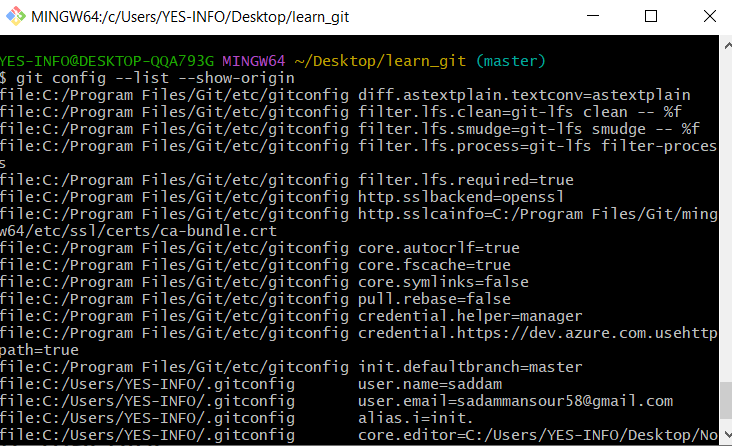 MINGW64:/c/Users/YES-INFO/Desktop/learn_git
YES-INFO@DESKTOP-QQA793G MINGW64 ~/Desktop/learn_git (master)
$ git config --list --show-origin
file:C:/Program Files/Git/etc/gitconfig diff.astextplain.textconv=astextplain
file:C:/Program Files/Git/etc/gitconfig filter.lfs.clean=git-lfs clean -- %f
file:C:/Program Files/Git/etc/gitconfig filter.lfs.smudge=git-lfs smudge -- %f
file:C:/Program Files/Git/etc/gitconfig filter.lfs.process=git-lfs filter-proces
s
file:C:/Program Files/Git/etc/gitconfig filter.lfs.required=true
file:C:/Program Files/Git/etc/gitconfig http.sslbackend=openssl
file:C:/Program Files/Git/etc/gitconfig http.sslcainfo=C:/Program Files/Git/ming
w64/etc/ssl/certs/ca-bundle.crt
file:C:/Program Files/Git/etc/gitconfig core.autocrlf=true
file:C:/Program Files/Git/etc/gitconfig core.fscache=true
file:C:/Program Files/Git/etc/gitconfig core.symlinks=false
file:C:/Program Files/Git/etc/gitconfig pull.rebase=false
file:C:/Program Files/Git/etc/gitconfig credential.helper=manager
file:C:/Program Files/Git/etc/gitconfig credential.https://dev.azure.com.usehttp
path=true
file:C:/Program Files/Git/etc/gitconfig init.defaultbranch=master
file:C:/Users/YES-INFO/.gitconfig user.name=saddam
file:C:/Users/YES-INFO/.gitconfig user.email=sadammansour58@gmail.com
file:C:/Users/YES-INFO/.gitconfig alias.i=init.
file:C:/Users/YES-INFO/.gitconfig core.editor=C:/Users/YES-INFO/Desktop/No